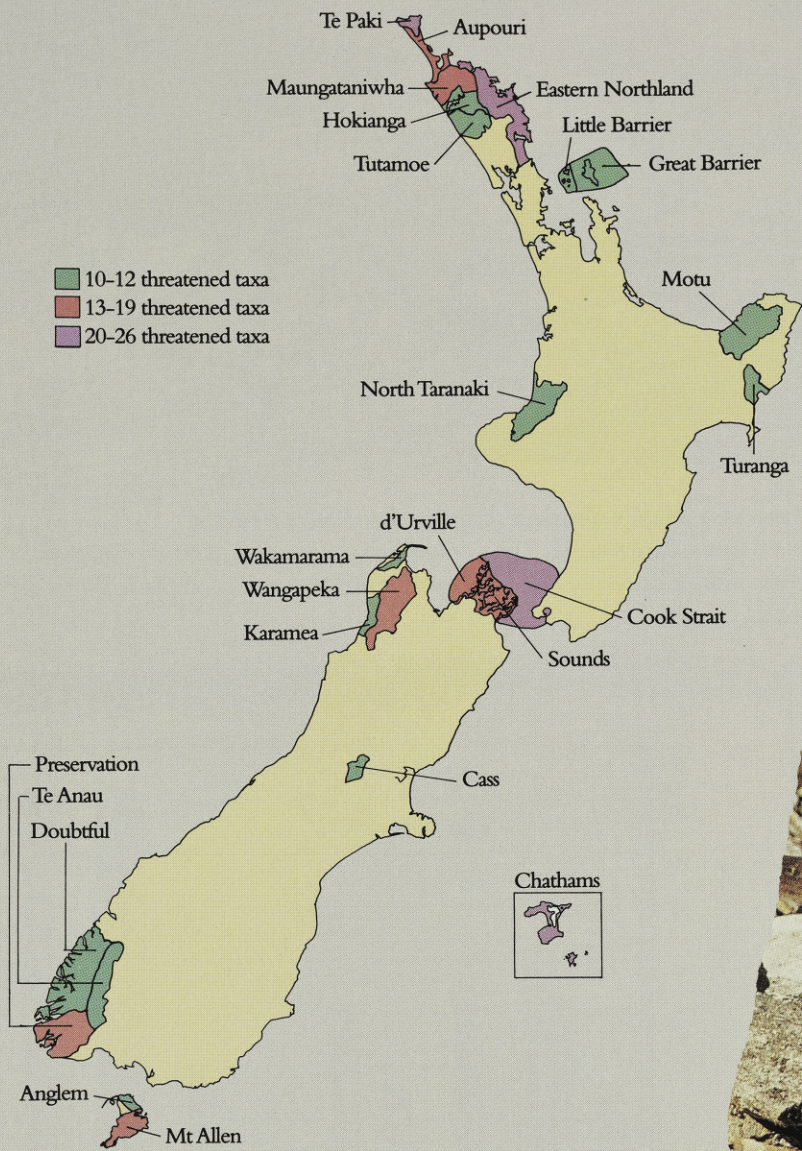 Te Paki
Aupouri
Maungataniwha
Eastern Northland
Hokianga
Little Barrier
Tutamoe
Great Barrier
10–12 threatened taxa
13–19 threatened taxa
20–26 threatened taxa
Motu
North Taranaki
Turanga
d'Urville
Wakamarama
Wangapeka
Cook Strait
Karamea
Sounds
Preservation
Cass
Te Anau
Doubtful
Chathams
Anglem
Mt Allen